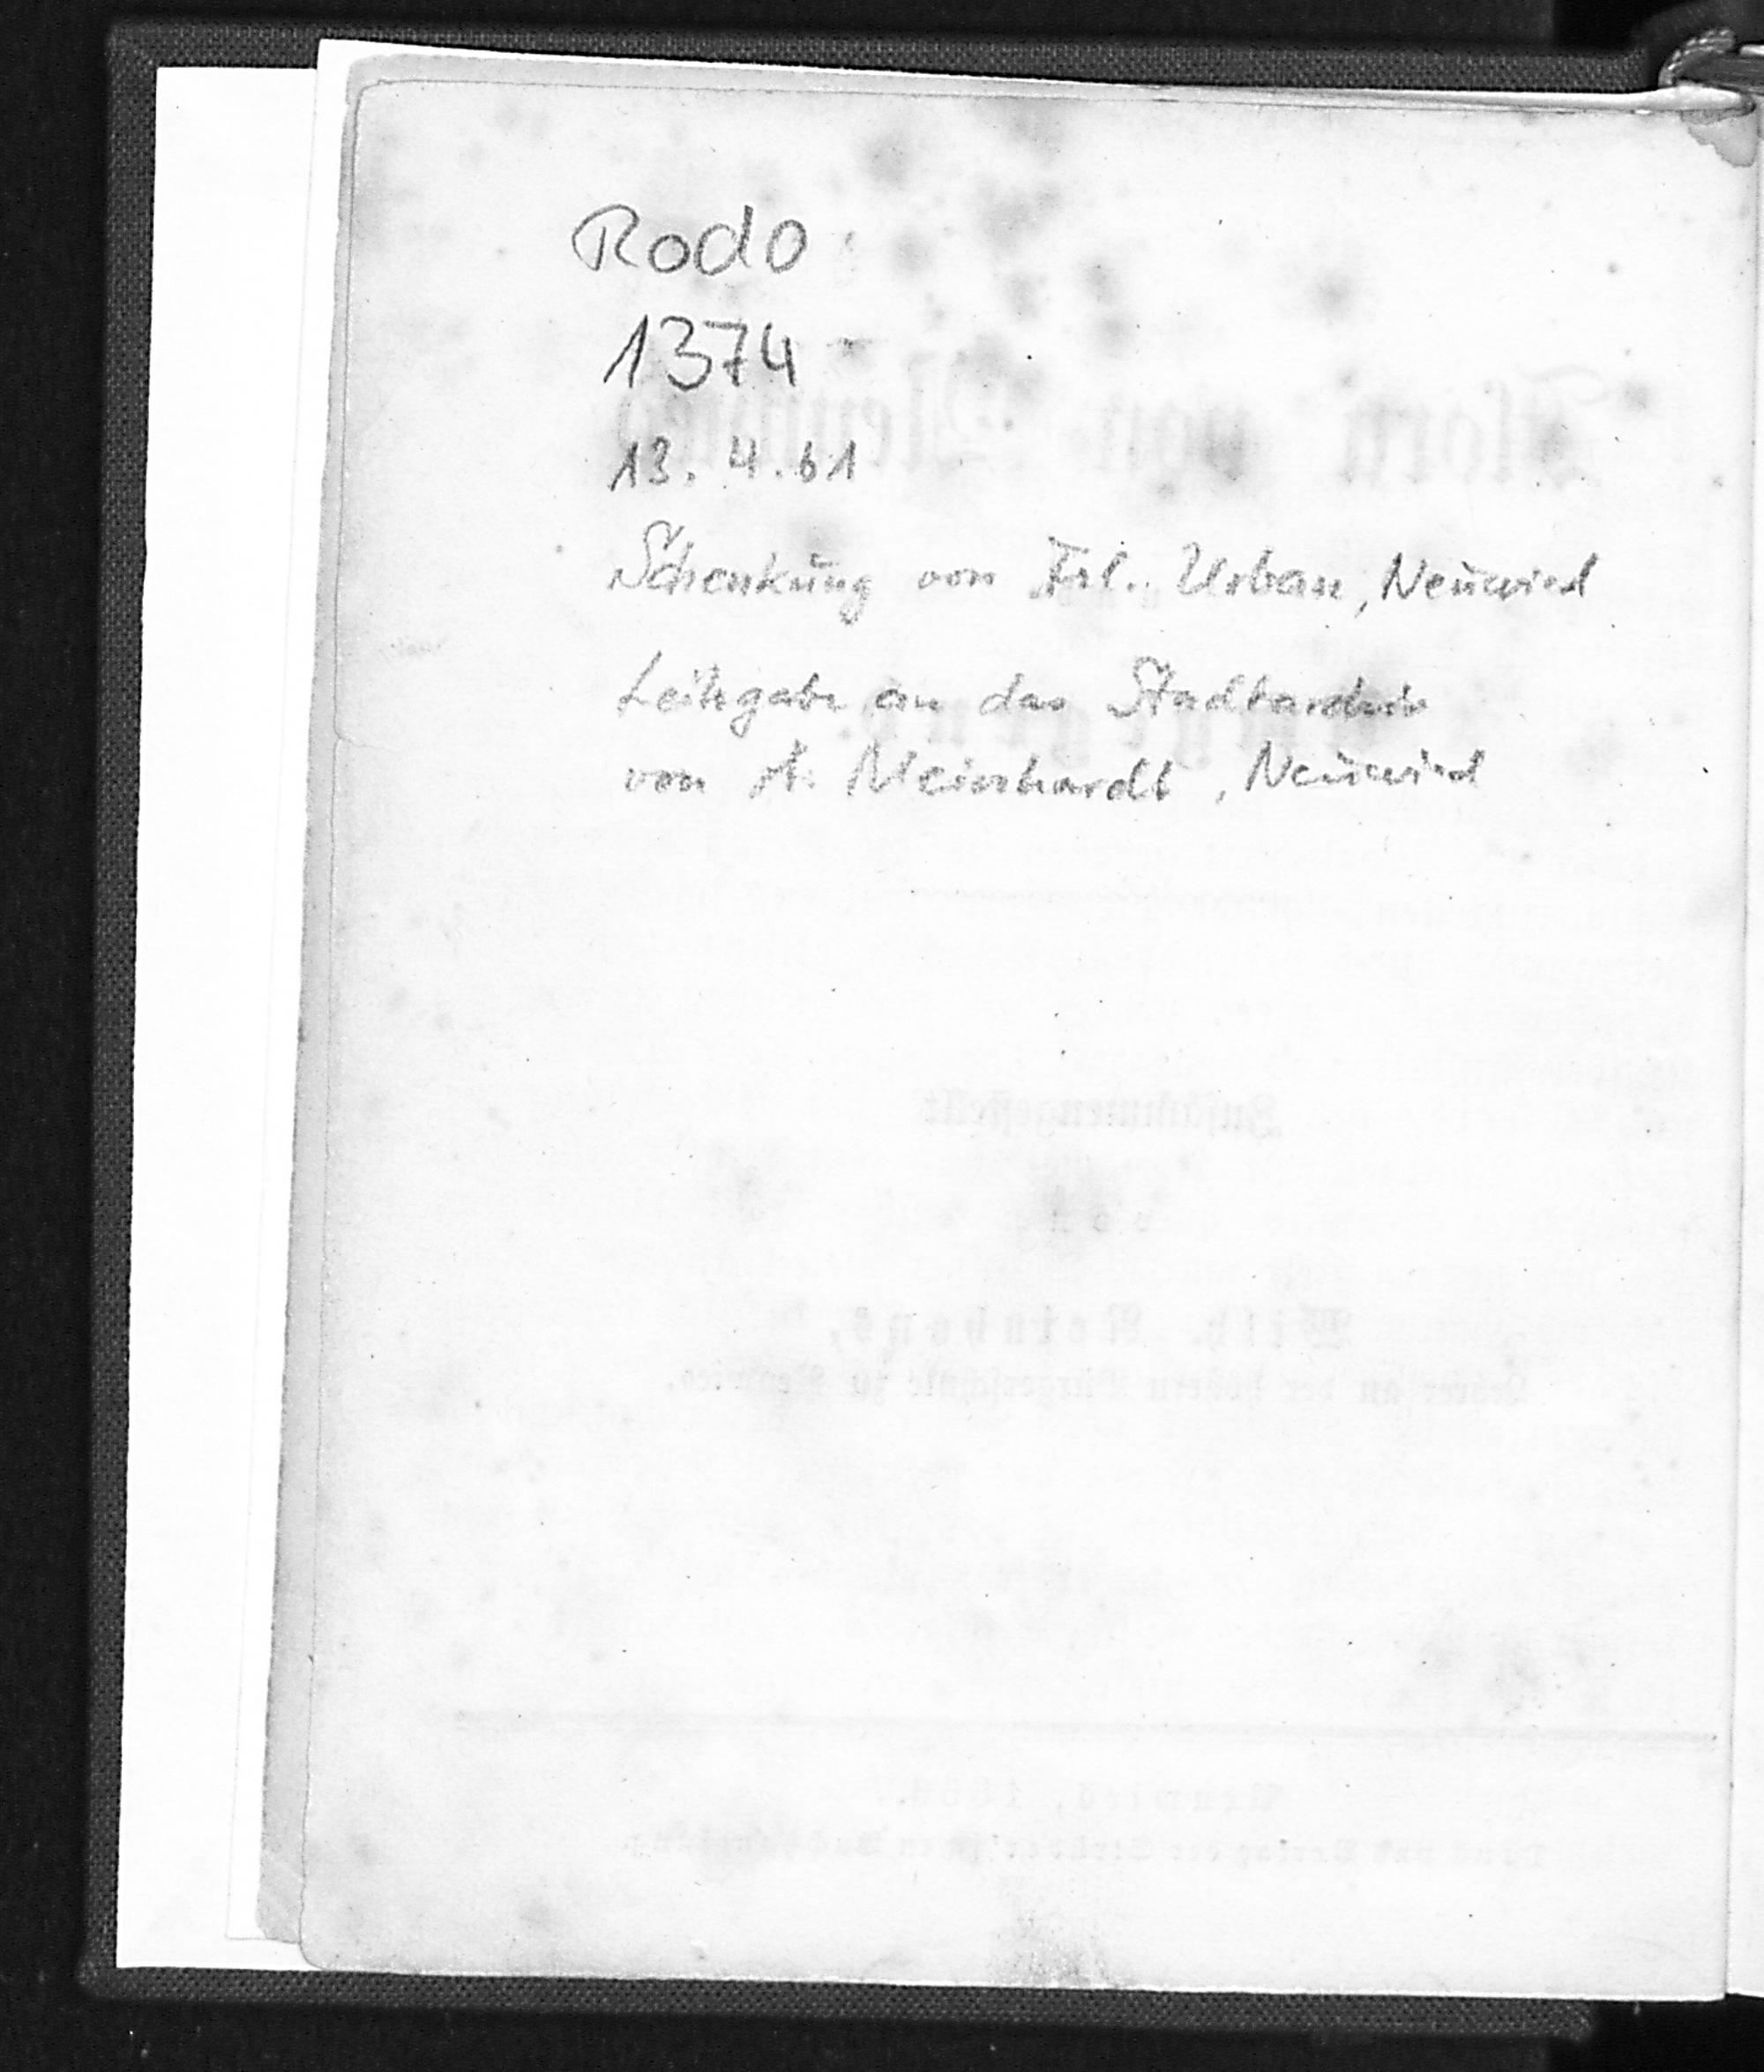 Rodo
1374
13. 4. 61
Schenkung von Frl. Urban, Neuwied
Leihgabe an das Stadtarchiv
von A. Meinhardt, Neuwied